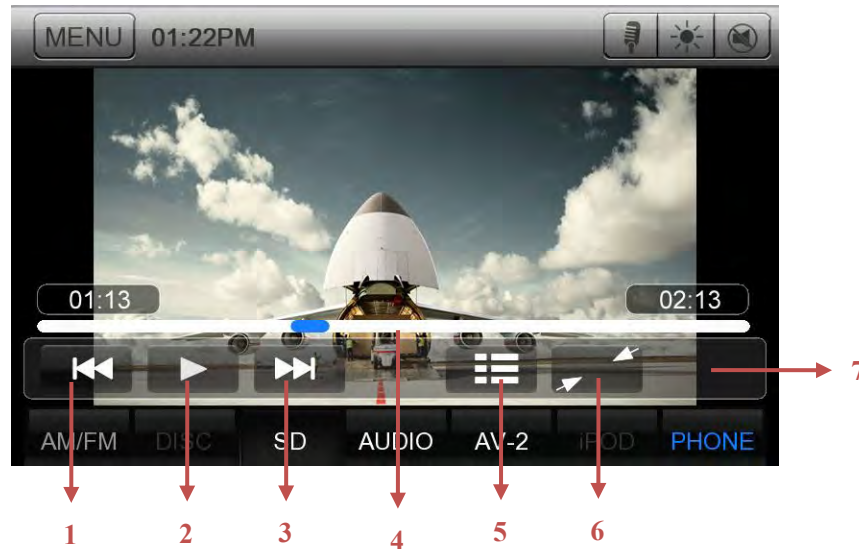 MENU 01:22PM
01:13 02:13
7
AM/FM DISC SD AUDIO AV-2 iPOD PHONE
1 2 3 4 5 6